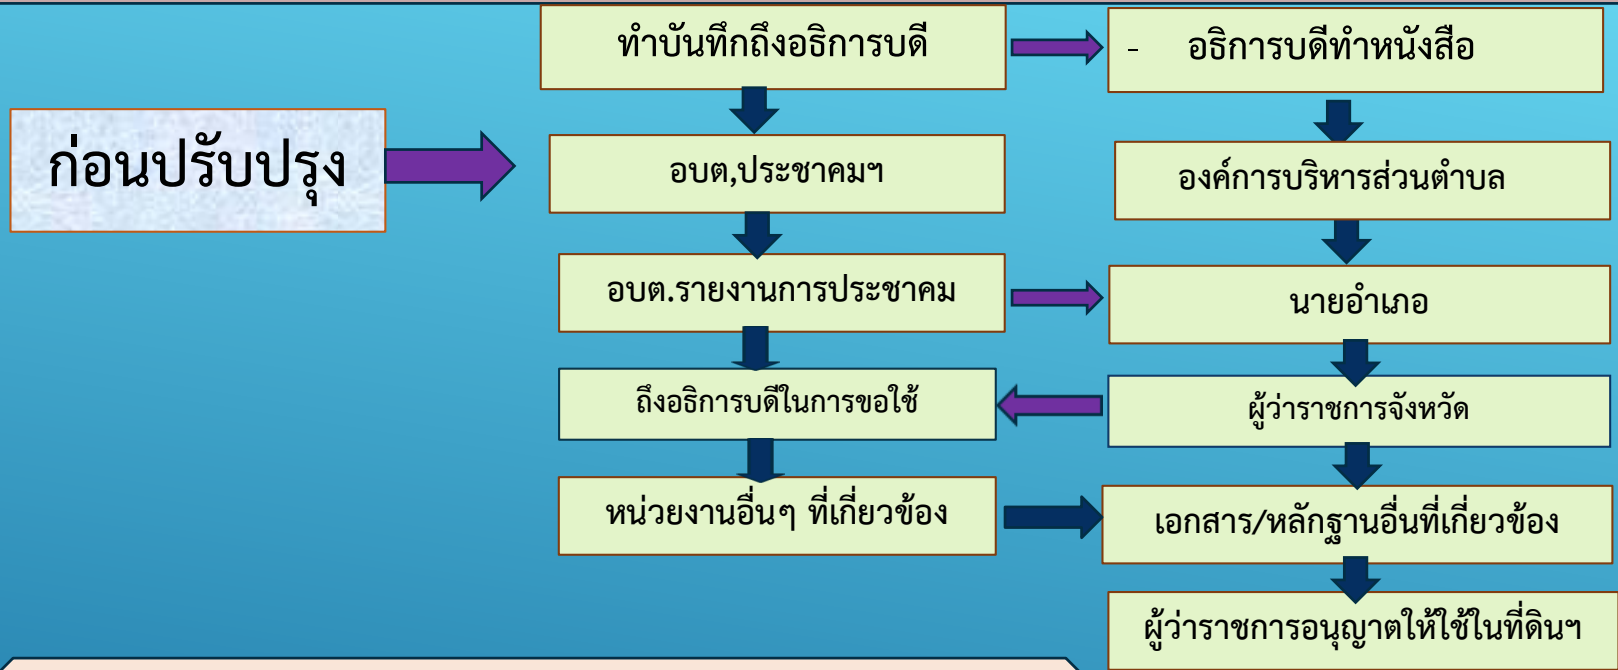 ทำบันทึกถึงอธิการบดี
- อธิการบดีทำหนังสือ
ก่อนปรับปรุง
อบต,ประชาคมฯ
องค์การบริหารส่วนตำบล
อบต.รายงานการประชาคม
นายอำเภอ
ถึงอธิการบดีในการขอใช้
ผู้ว่าราชการจังหวัด
หน่วยงานอื่นๆ ที่เกี่ยวข้อง
เอกสาร/หลักฐานอื่นที่เกี่ยวข้อง
ผู้ว่าราชการอนุญาตให้ใช้ในที่ดินฯ